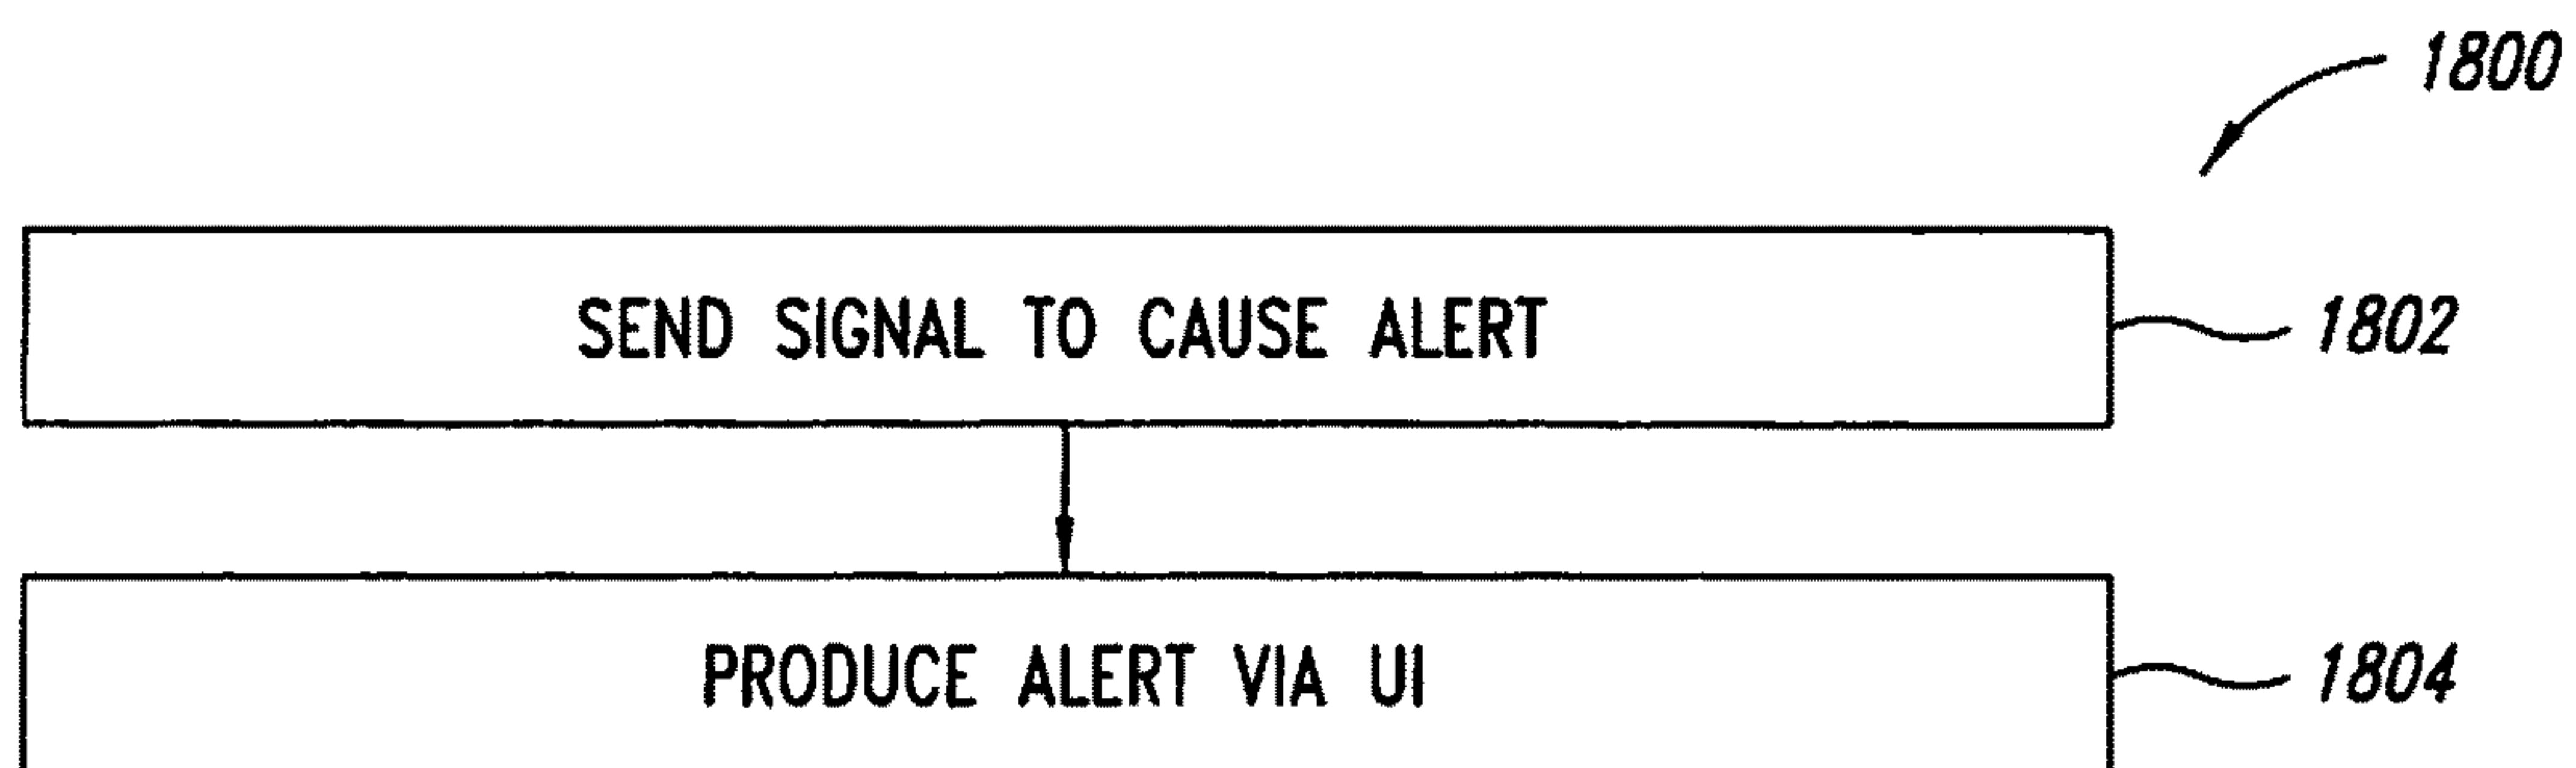 1800
SEND SIGNAL TO CAUSE ALERT
1802
PRODUCE ALERT VIA UI
1804